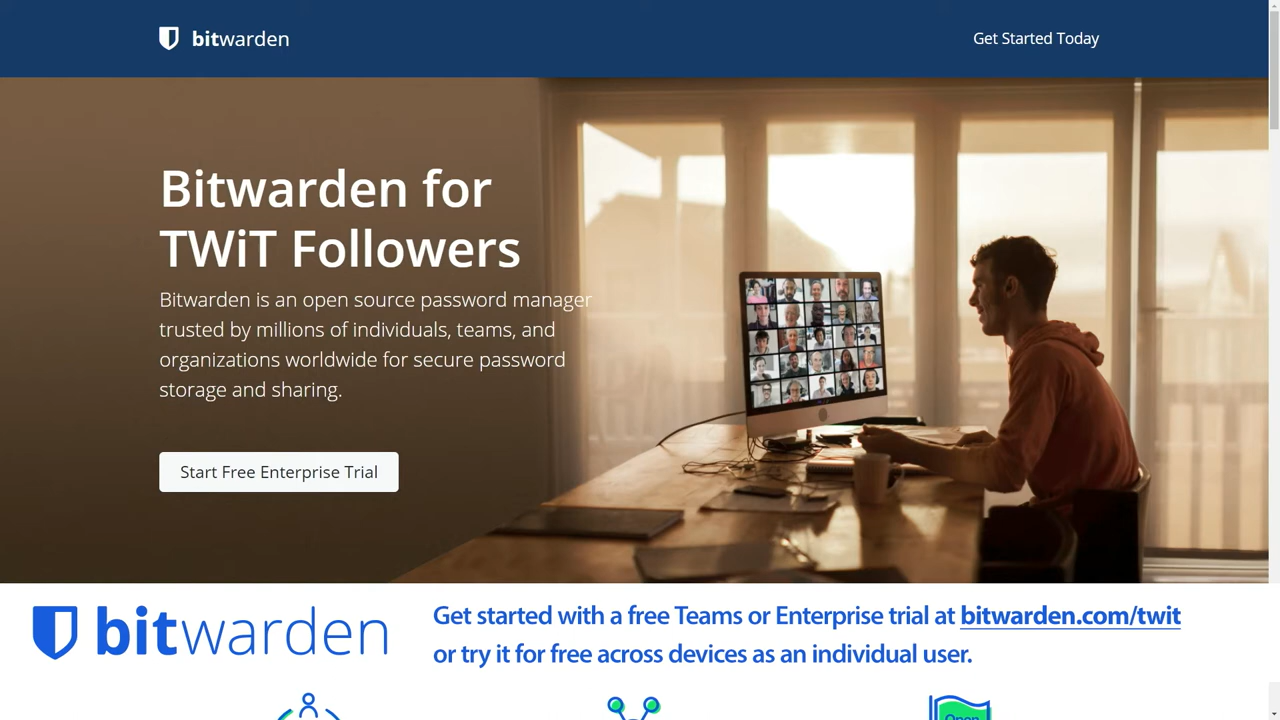 bitwarden
Get Started Today
Bitwarden for
TWiT Followers
Bitwarden is an open source password manager
trusted by millions of individuals, teams, and
organizations worldwide for secure password
storage and sharing.
Start Free Enterprise Trial
bitwarden
Get started with a free Teams or Enterprise trial at bitwarden.com/twit
or try it for free across devices as an individual user.
Open